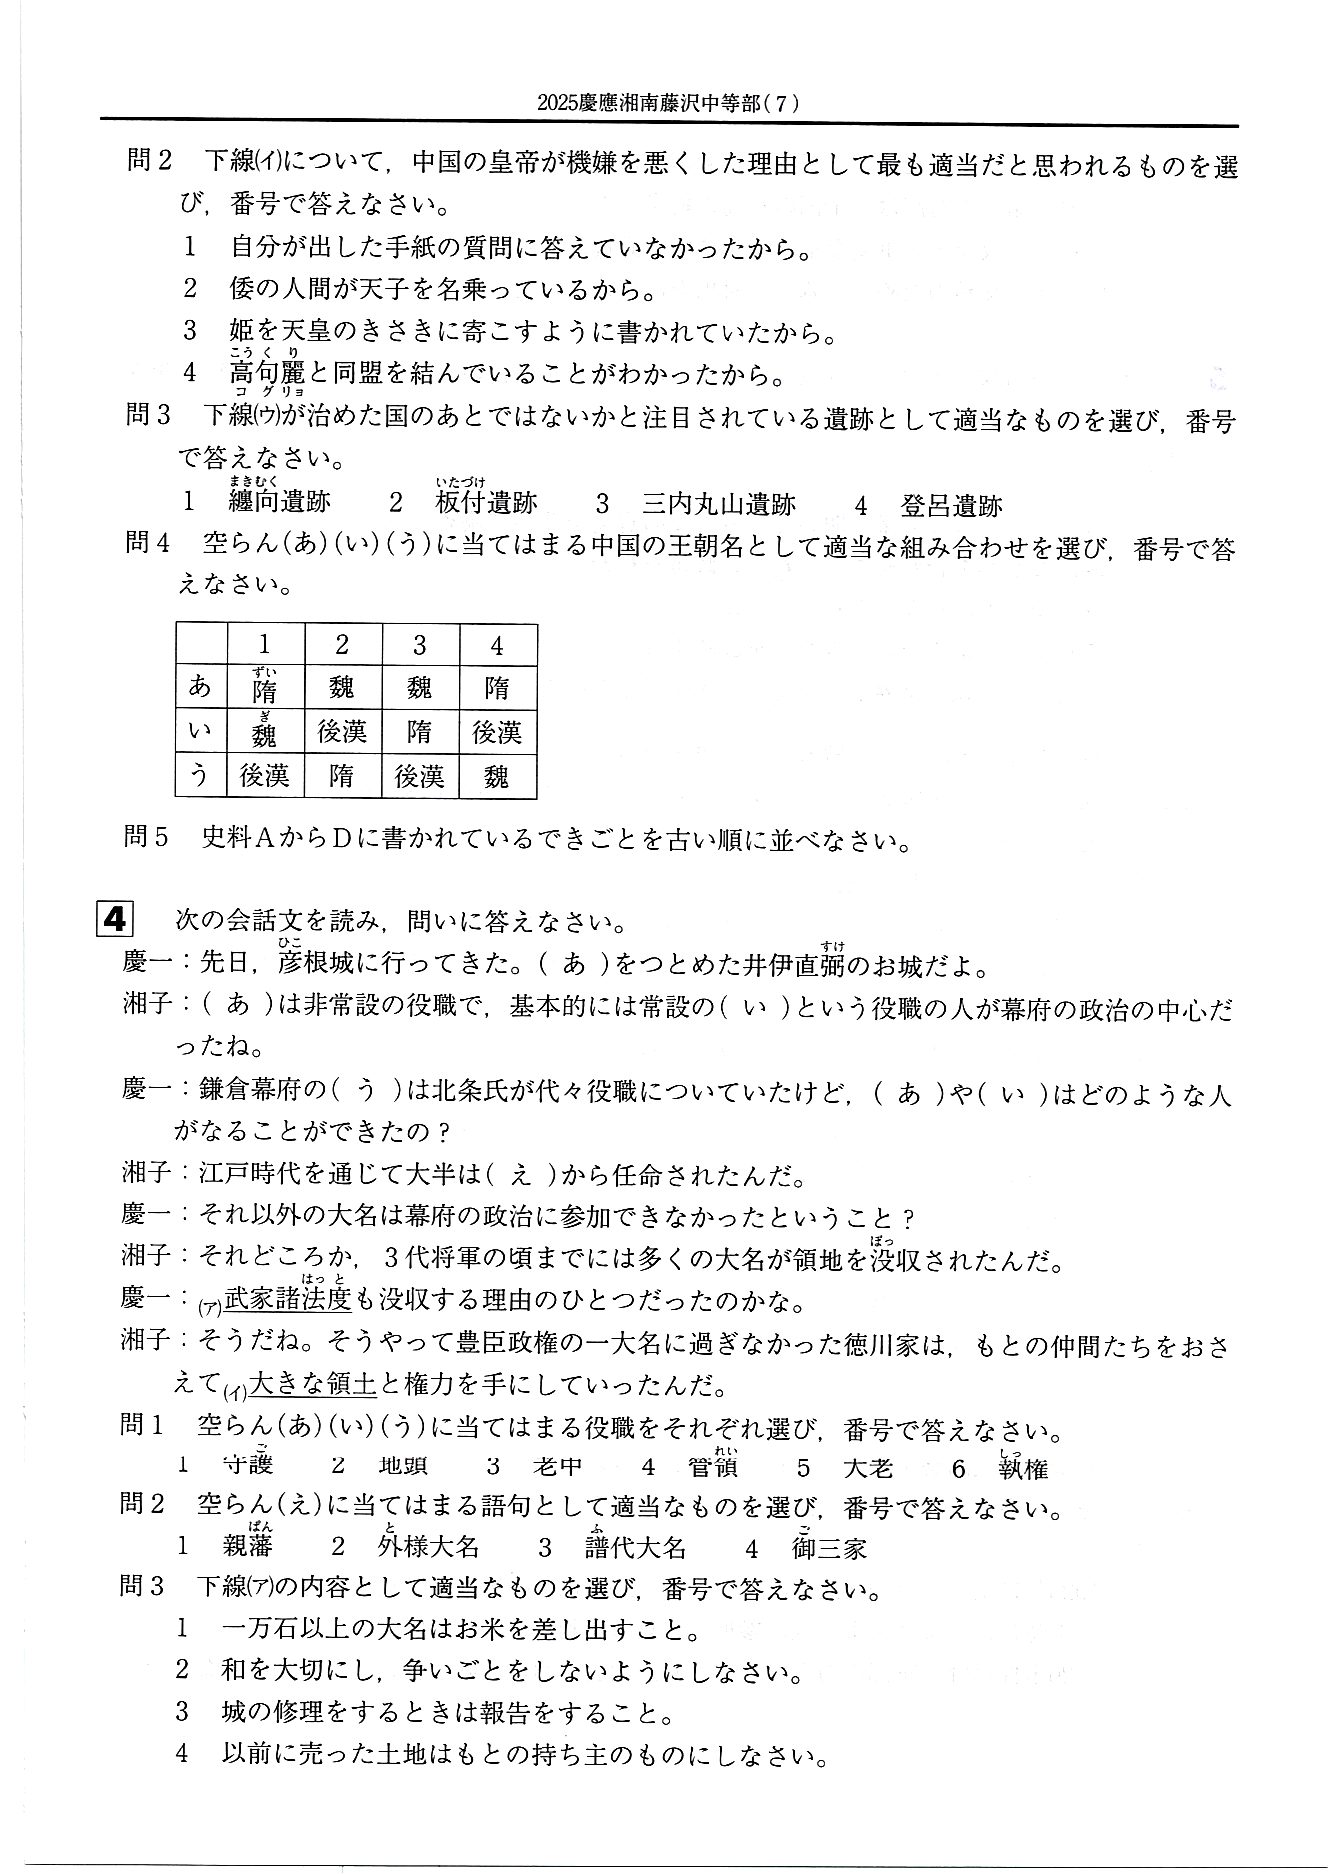 2025慶應湘南藤沢中等部(7)
問2 下線(イ)について，中国の皇帝が機嫌を悪くした理由として最も適当だと思われるものを選
び，番号で答えなさい。
1 自分が出した手紙の質問に答えていなかったから。
2 倭の人間が天子を名乗っているから。
3 姫を天皇のきさきに寄こすように書かれていたから。
こうくり
4 高句麗と同盟を結んでいることがわかったから。
コグリョ
問3 下線(ウ)が治めた国のあとではないかと注目されている遺跡として適当なものを選び，番号
で答えなさい。
まきむく いたづけ
1 纏向遺跡 2 板付遺跡 3 三内丸山遺跡 4 登呂遺跡
問4 空らん(あ)(い)(う)に当てはまる中国の王朝名として適当な組み合わせを選び，番号で答
えなさい。
1 2 3 4
ずい
あ 隋 魏 魏 隋
ぎ
い 魏 後漢 隋 後漢
う 後漢 隋 後漢 魏
問5 史料AからDに書かれているできごとを古い順に並べなさい。
4 次の会話文を読み，問いに答えなさい。
ひこ すけ
慶一：先日，彦根城に行ってきた。( あ )をつとめた井伊直弼のお城だよ。
湘子：( あ )は非常設の役職で，基本的には常設の( い )という役職の人が幕府の政治の中心だ
ったね。
慶一：鎌倉幕府の( う )は北条氏が代々役職についていたけど，( あ )や( い )はどのような人
がなることができたの？
湘子：江戸時代を通じて大半は( え )から任命されたんだ。
慶一：それ以外の大名は幕府の政治に参加できなかったということ？
ぼっ
湘子：それどころか，3代将軍の頃までには多くの大名が領地を没収されたんだ。
はっと
慶一：(ア)武家諸法度も没収する理由のひとつだったのかな。
湘子：そうだね。そうやって豊臣政権の一大名に過ぎなかった徳川家は，もとの仲間たちをおさ
えて(イ)大きな領土と権力を手にしていったんだ。
問1 空らん(あ)(い)(う)に当てはまる役職をそれぞれ選び，番号で答えなさい。
ご れい しっ
1 守護 2 地頭 3 老中 4 管領 5 大老 6 執権
問2 空らん(え)に当てはまる語句として適当なものを選び，番号で答えなさい。
ぱん と ふ ご
1 親藩 2 外様大名 3 譜代大名 4 御三家
問3 下線(ア)の内容として適当なものを選び，番号で答えなさい。
1 一万石以上の大名はお米を差し出すこと。
2 和を大切にし，争いごとをしないようにしなさい。
3 城の修理をするときは報告をすること。
4 以前に売った土地はもとの持ち主のものにしなさい。